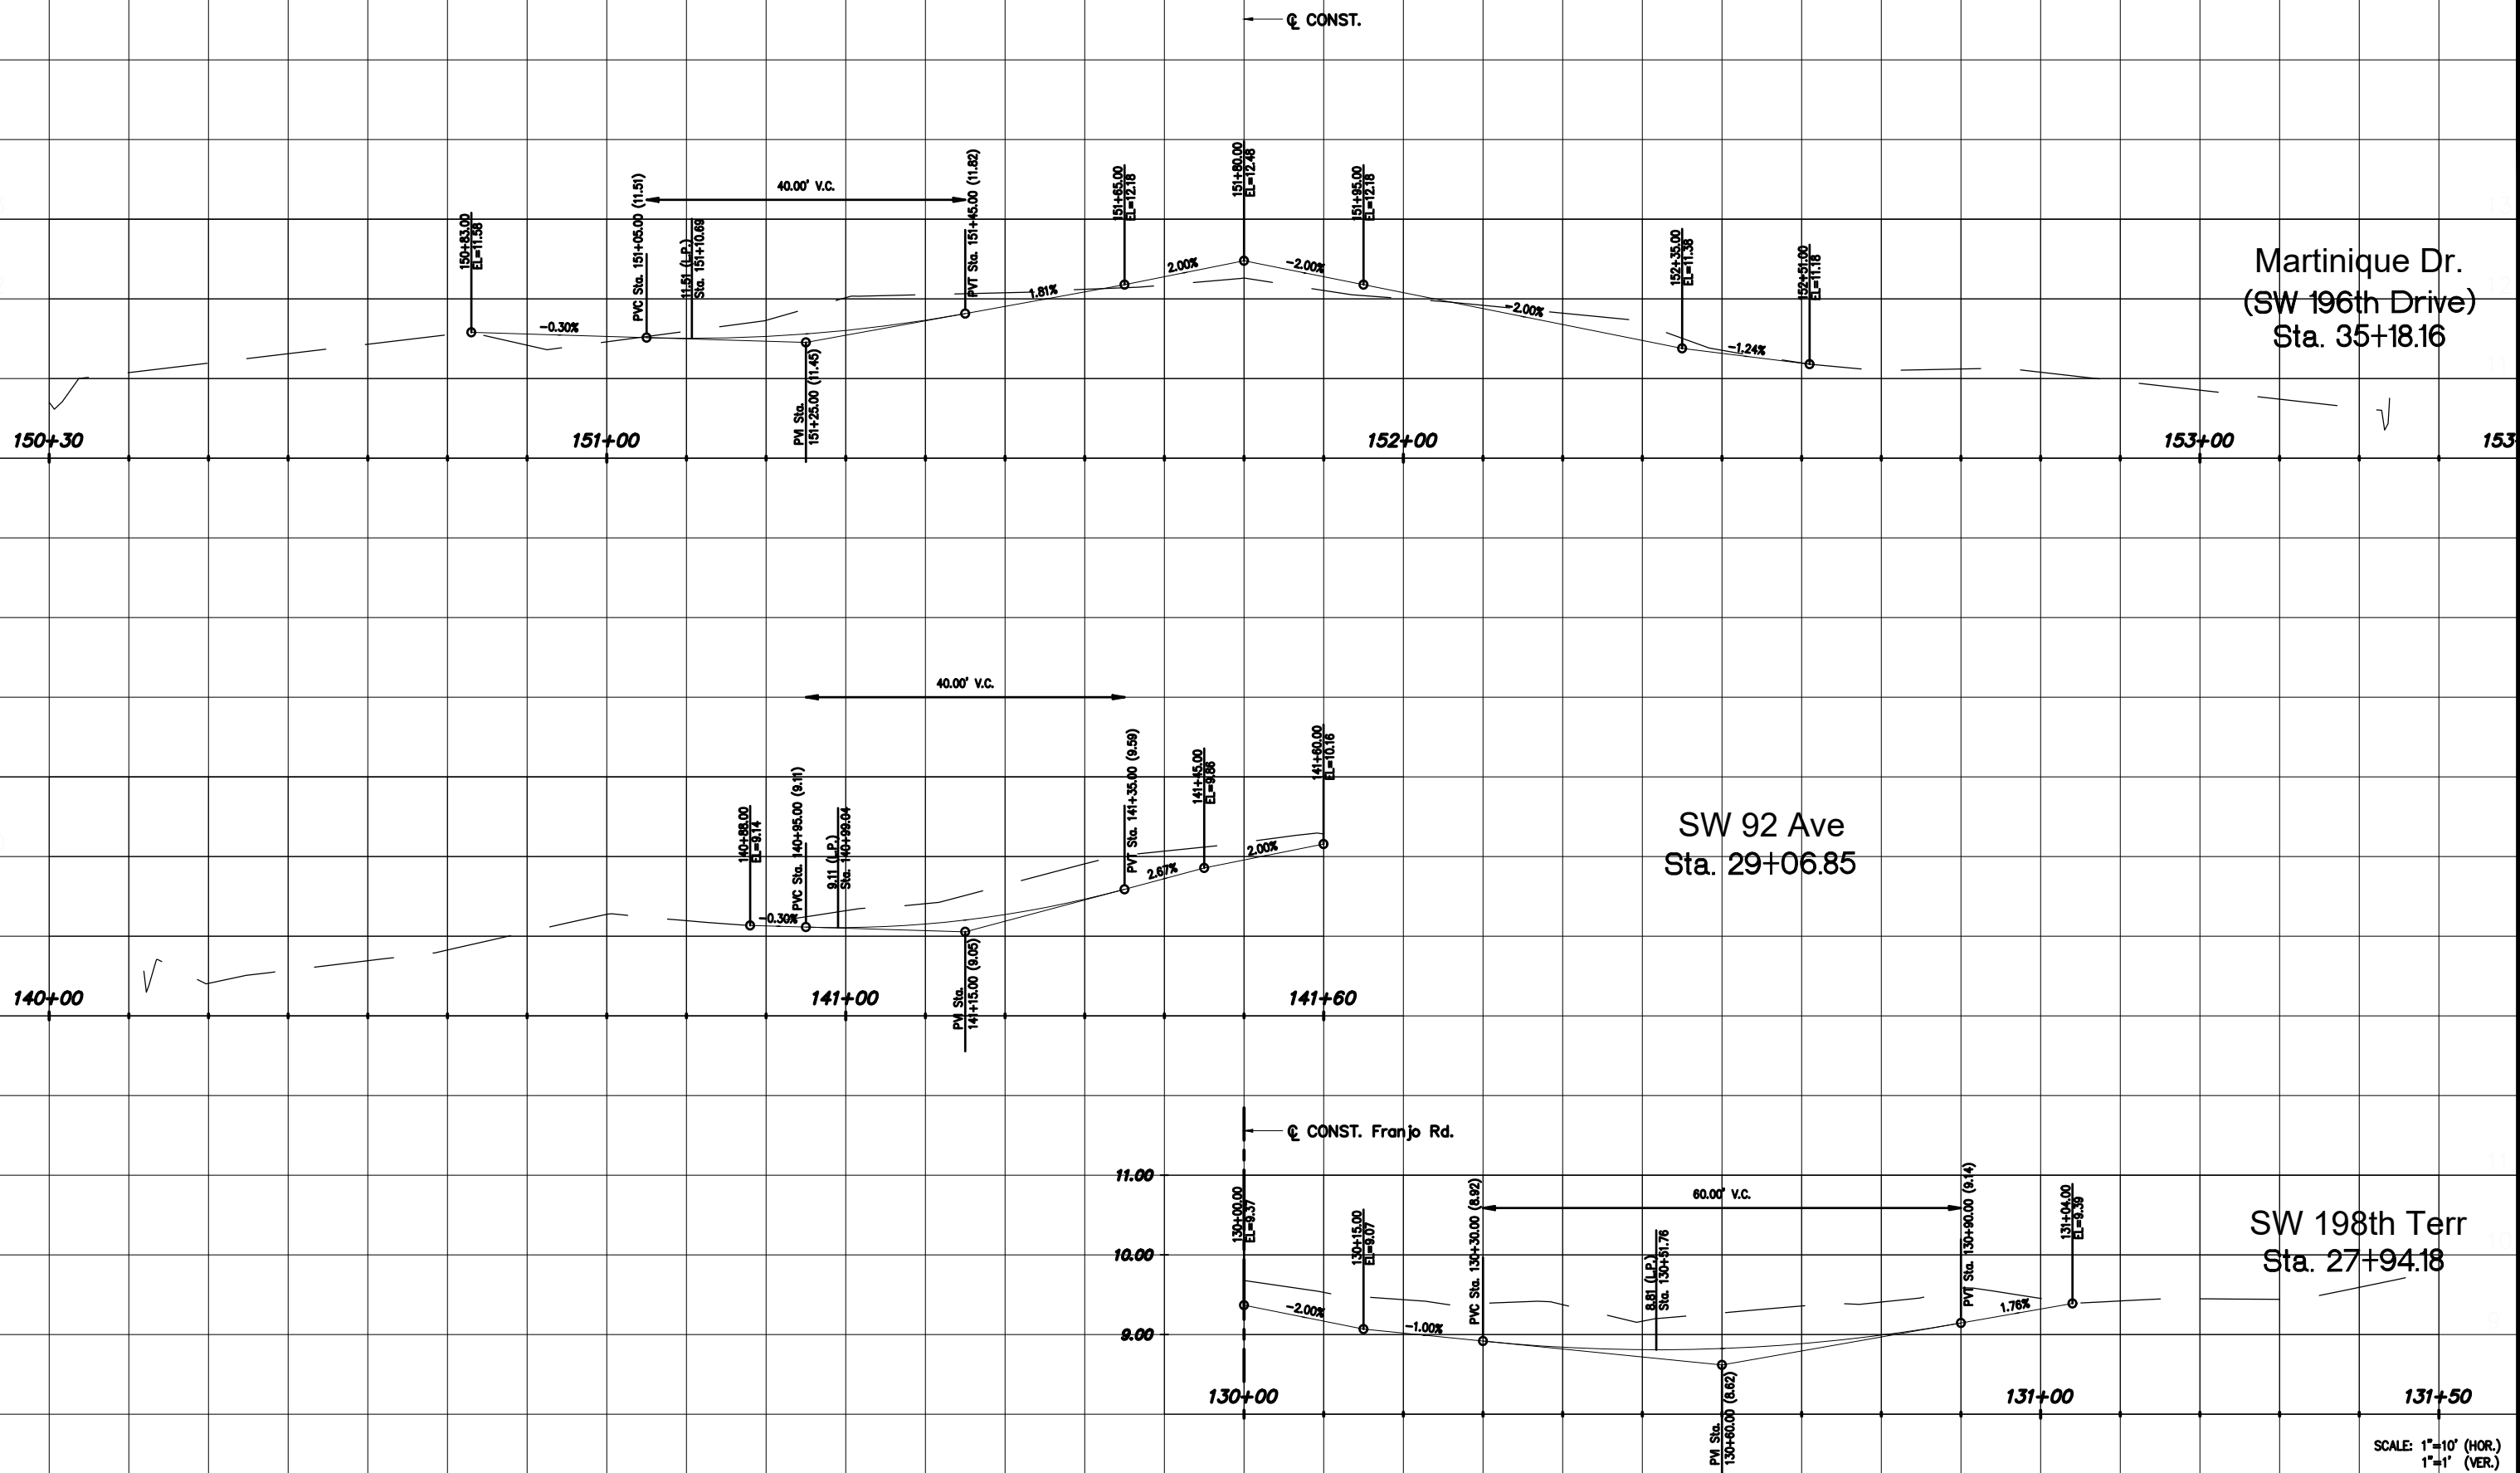 ℄ CONST.
40.00' V.C.
150+83.00
EL=11.58
-0.30%
PVC Sta. 151+05.00 (11.51)
11.51 (L.P.)
Sta. 151+10.69
PVI Sta.
151+25.00 (11.45)
PVT Sta. 151+45.00 (11.82)
1.81%
151+65.00
EL=12.18
2.00%
151+80.00
EL=12.48
-2.00%
151+95.00
EL=12.18
-2.00%
152+35.00
EL=11.38
-1.24%
152+51.00
EL=11.18
Martinique Dr.
(SW 196th Drive)
Sta. 35+18.16
150+30
151+00
152+00
153+00
153
40.00' V.C.
140+88.00
EL=9.14
-0.30%
PVC Sta. 140+95.00 (9.11)
9.11 (L.P.)
Sta. 140+99.04
PVI Sta.
141+15.00 (9.05)
PVT Sta. 141+35.00 (9.59)
2.67%
141+45.00
EL=9.86
2.00%
141+60.00
EL=10.16
SW 92 Ave
Sta. 29+06.85
140+00
141+00
141+60
℄ CONST. Franjo Rd.
11.00
10.00
9.00
130+00.00
EL=9.37
-2.00%
130+15.00
EL=9.07
-1.00%
PVC Sta. 130+30.00 (8.92)
60.00' V.C.
8.81 (L.P.)
Sta. 130+51.76
PVI Sta.
130+60.00 (8.62)
PVT Sta. 130+90.00 (9.14)
1.76%
131+04.00
EL=9.39
SW 198th Terr
Sta. 27+94.18
130+00
131+00
131+50
SCALE: 1"=10' (HOR.)
1"=1' (VER.)